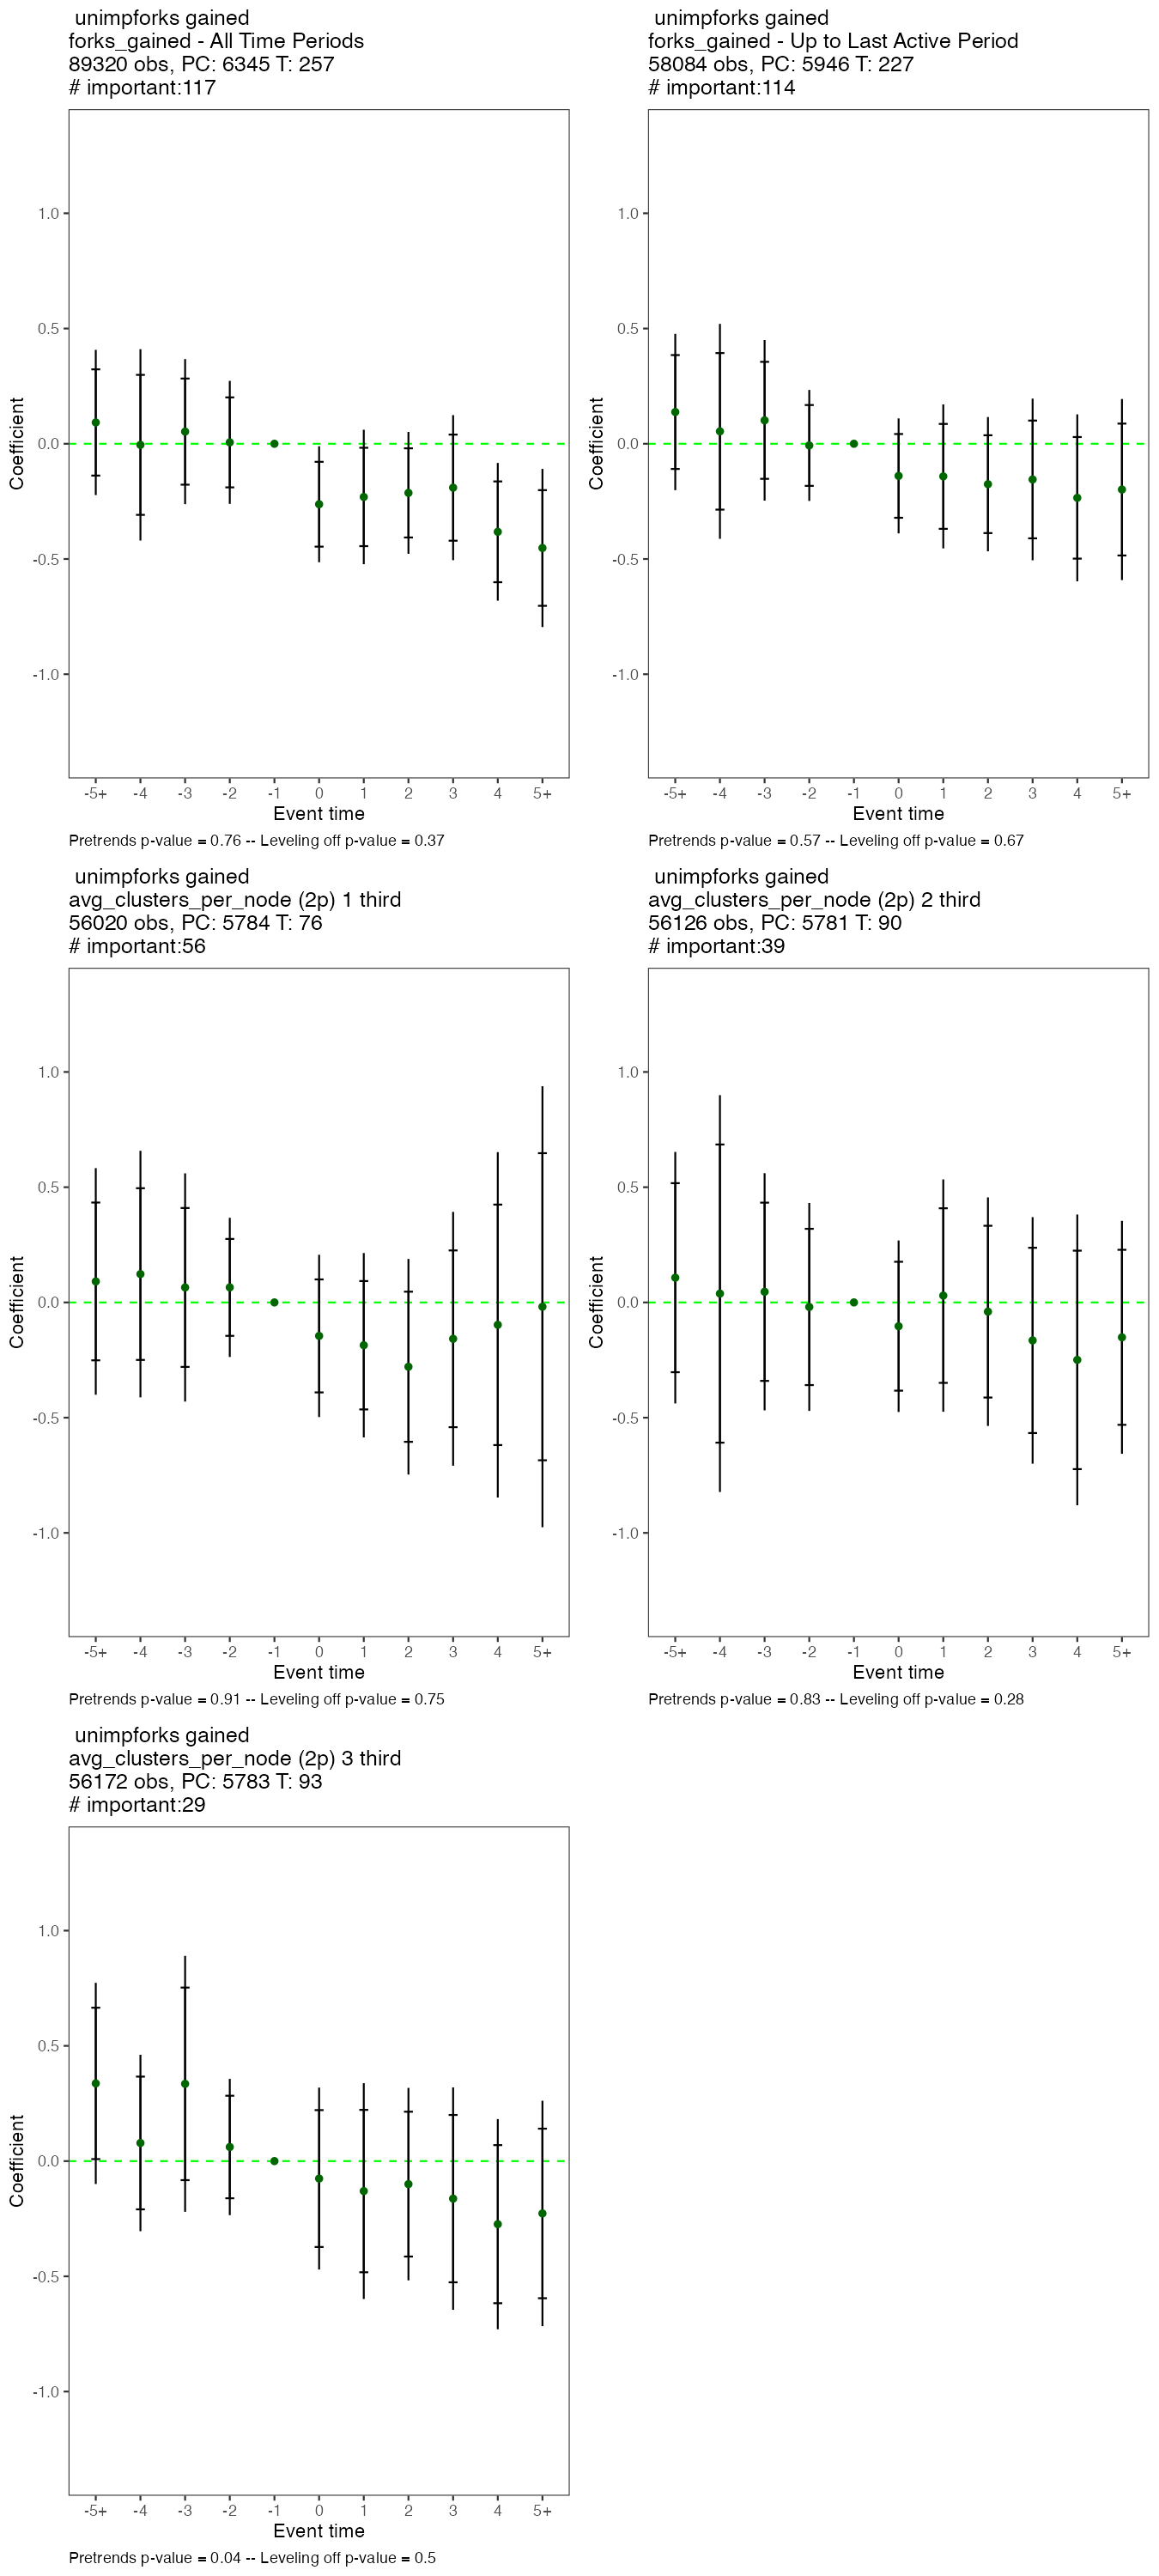 unimpforks gained
forks_gained - All Time Periods
89320 obs, PC: 6345 T: 257
# important:117
1.0
0.5
0.0
-0.5
-1.0
Coefficient
-5+ -4 -3 -2 -1 0 1 2 3 4 5+
Event time
Pretrends p-value = 0.76 -- Leveling off p-value = 0.37
unimpforks gained
forks_gained - Up to Last Active Period
58084 obs, PC: 5946 T: 227
# important:114
1.0
0.5
0.0
-0.5
-1.0
Coefficient
-5+ -4 -3 -2 -1 0 1 2 3 4 5+
Event time
Pretrends p-value = 0.57 -- Leveling off p-value = 0.67
unimpforks gained
avg_clusters_per_node (2p) 1 third
56020 obs, PC: 5784 T: 76
# important:56
1.0
0.5
0.0
-0.5
-1.0
Coefficient
-5+ -4 -3 -2 -1 0 1 2 3 4 5+
Event time
Pretrends p-value = 0.91 -- Leveling off p-value = 0.75
unimpforks gained
avg_clusters_per_node (2p) 2 third
56126 obs, PC: 5781 T: 90
# important:39
1.0
0.5
0.0
-0.5
-1.0
Coefficient
-5+ -4 -3 -2 -1 0 1 2 3 4 5+
Event time
Pretrends p-value = 0.83 -- Leveling off p-value = 0.28
unimpforks gained
avg_clusters_per_node (2p) 3 third
56172 obs, PC: 5783 T: 93
# important:29
1.0
0.5
0.0
-0.5
-1.0
Coefficient
-5+ -4 -3 -2 -1 0 1 2 3 4 5+
Event time
Pretrends p-value = 0.04 -- Leveling off p-value = 0.5